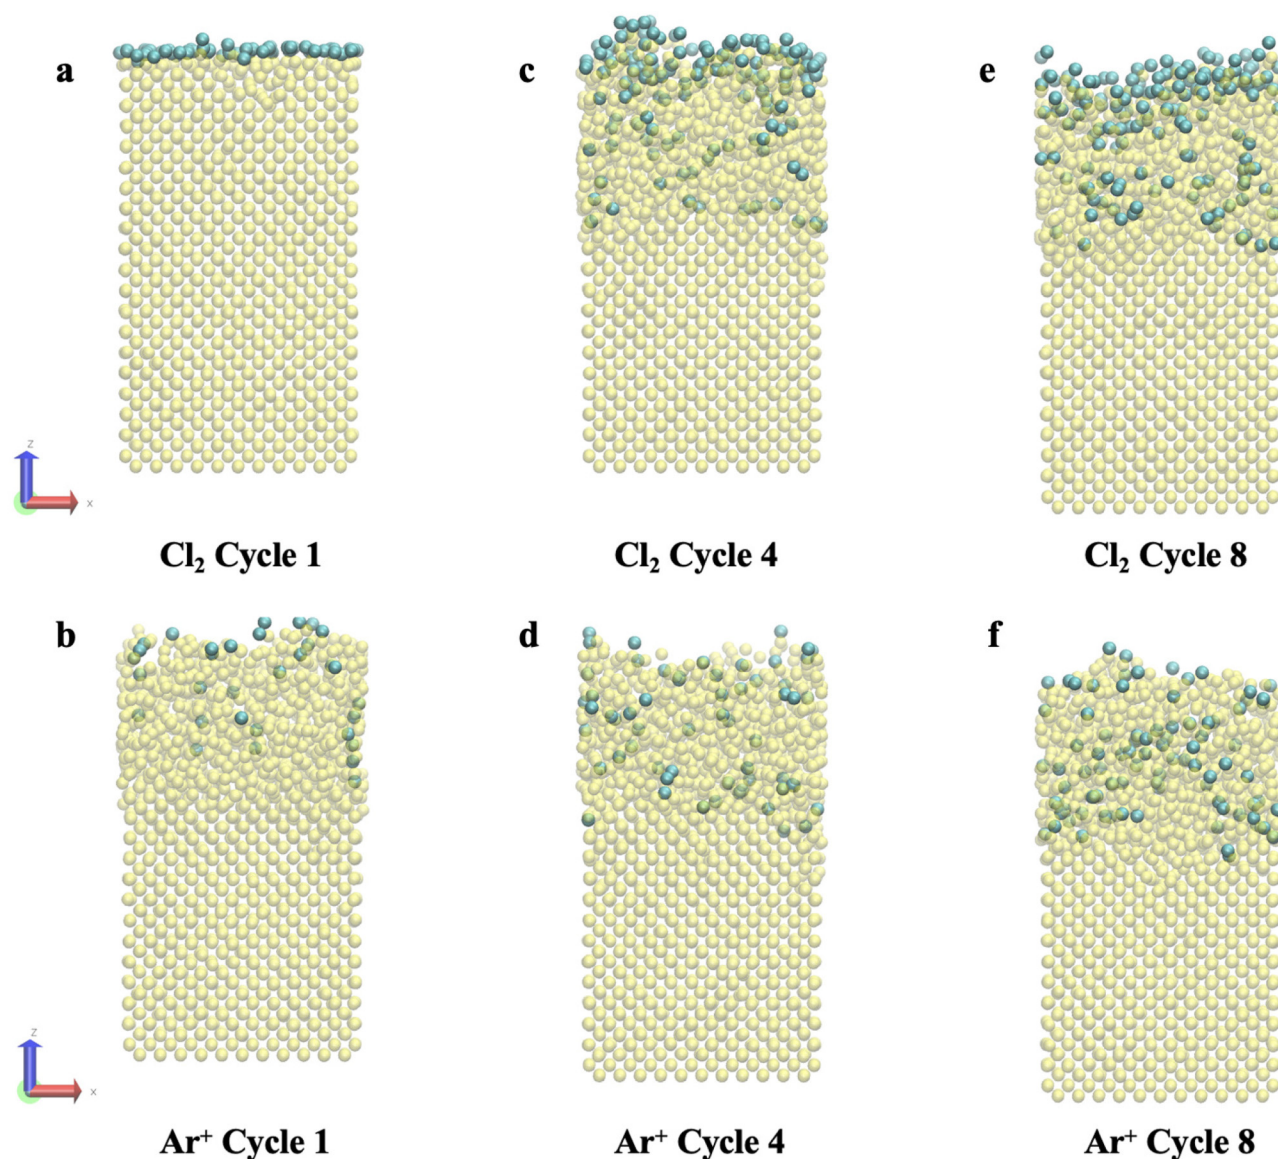 a
c
e
z
x
Cl₂ Cycle 1
Cl₂ Cycle 4
Cl₂ Cycle 8
b
d
f
z
x
Ar⁺ Cycle 1
Ar⁺ Cycle 4
Ar⁺ Cycle 8